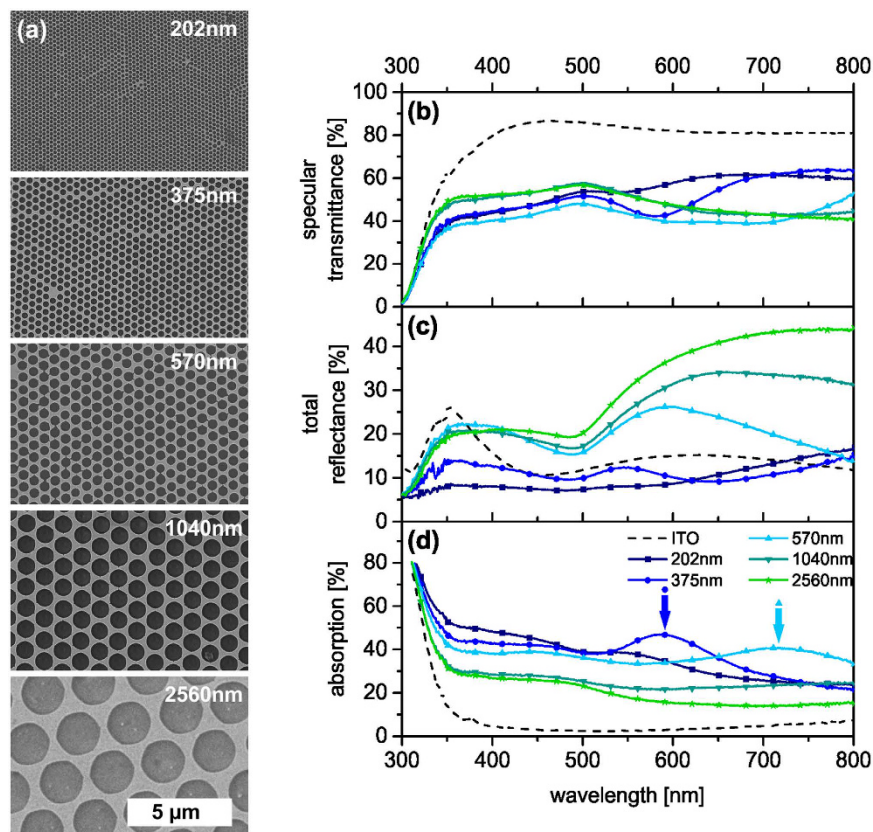 (a)
202nm
375nm
570nm
1040nm
2560nm
5 µm
300 400 500 600 700 800
(b)
100
80
60
40
20
0
specular
transmittance [%]
(c)
40
30
20
10
0
total
reflectance [%]
(d)
80
60
40
20
0
absorption [%]
ITO
202nm
375nm
570nm
1040nm
2560nm
300 400 500 600 700 800
wavelength [nm]